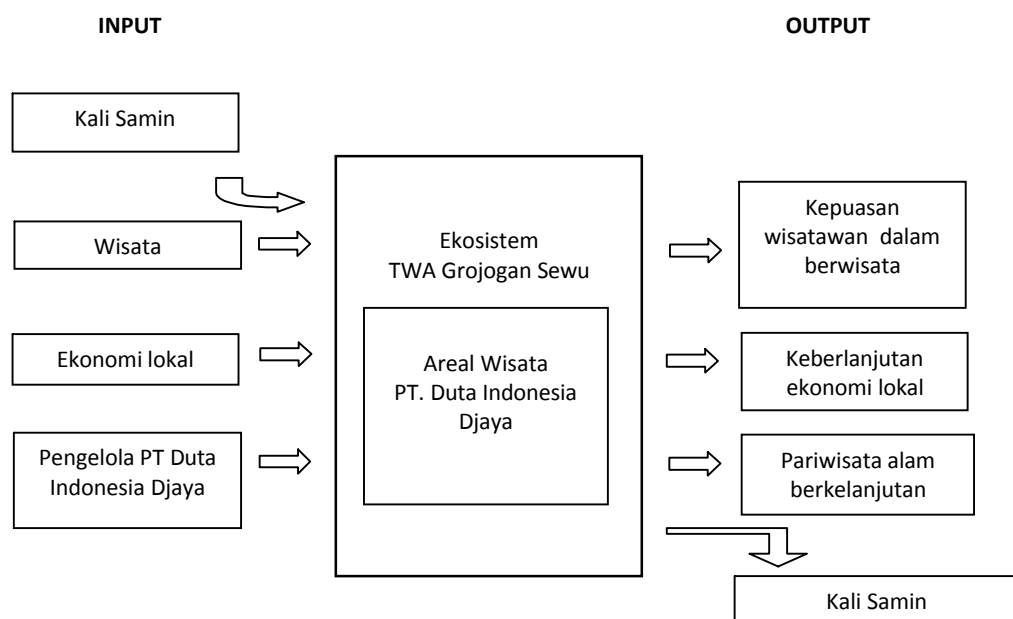 INPUT
OUTPUT
Kali Samin
Wisata
Ekonomi lokal
Pengelola PT Duta
Indonesia Djaya
Ekosistem
TWA Grojogan Sewu
Areal Wisata
PT. Duta Indonesia
Djaya
Kepuasan
wisatawan dalam
berwisata
Keberlanjutan
ekonomi lokal
Pariwisata alam
berkelanjutan
Kali Samin